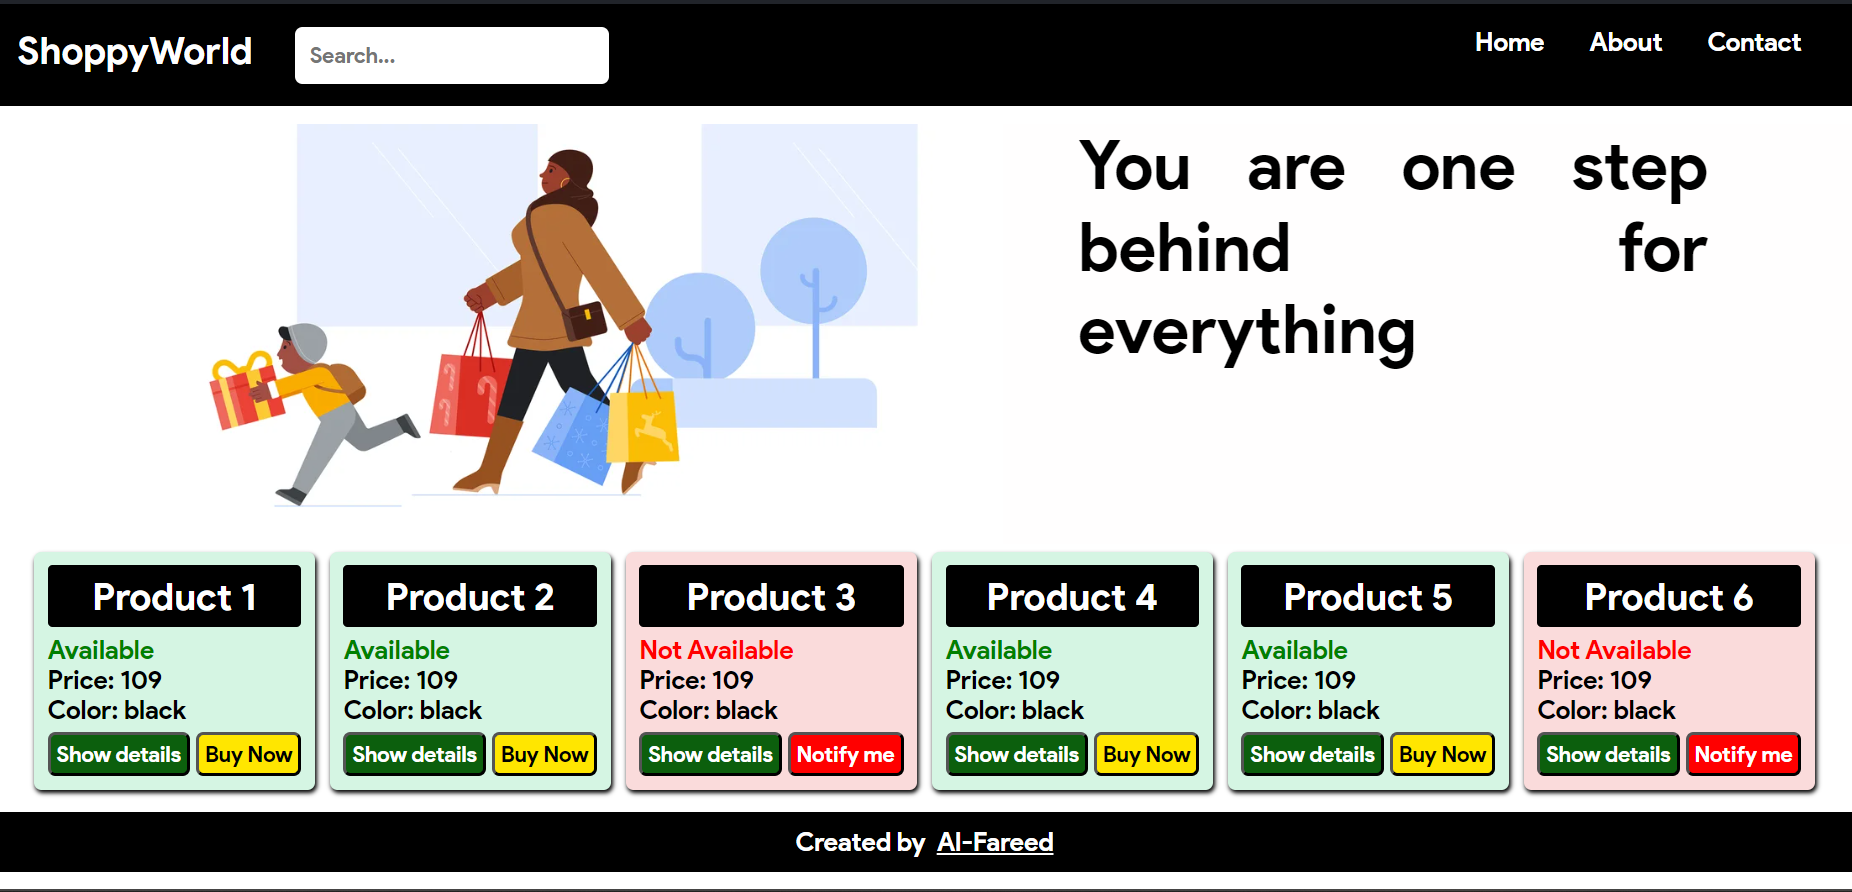 ShoppyWorld
Search...
Home
About
Contact
You are one step
behind for
everything
Product 1
Available
Price: 109
Color: black
Show details
Buy Now
Product 2
Available
Price: 109
Color: black
Show details
Buy Now
Product 3
Not Available
Price: 109
Color: black
Show details
Notify me
Product 4
Available
Price: 109
Color: black
Show details
Buy Now
Product 5
Available
Price: 109
Color: black
Show details
Buy Now
Product 6
Not Available
Price: 109
Color: black
Show details
Notify me
Created by Al-Fareed